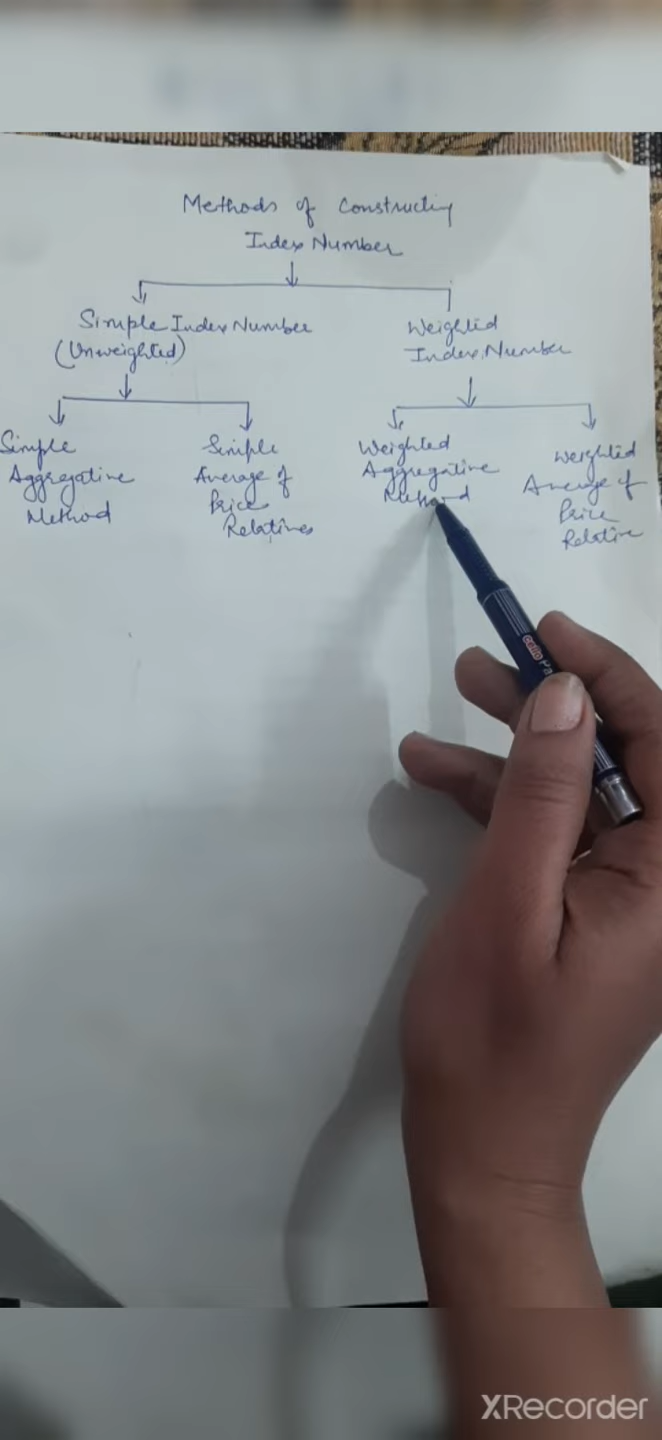 Methods of Constructing
Index Number
Simple Index Number
(Unweighted)
Weighted
Index Number
Simple
Aggregative
Method
Simple
Average of
Price
Relatives
Weighted
Aggregative
Method
Weighted
Average of
Price
Relative
cello
XRecorder